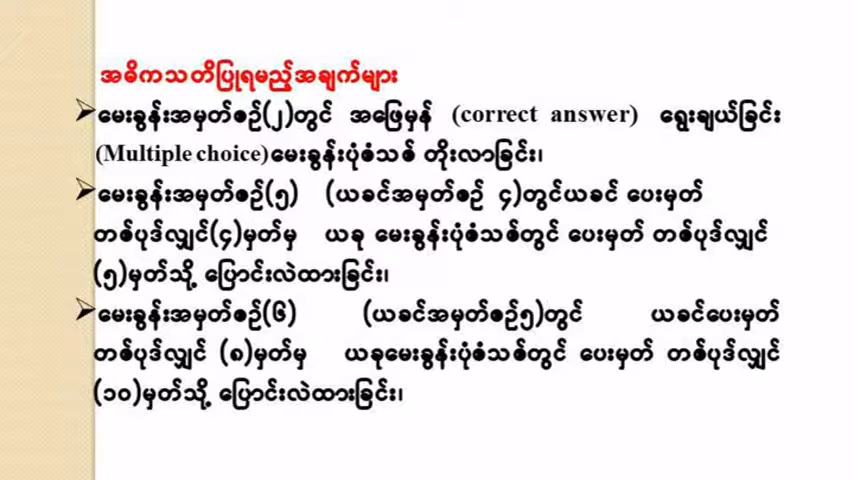 အဓိကသတိပြုရမည့်အချက်များ
➢မေးခွန်းအမှတ်စဉ်(၂)တွင် အဖြေမှန် (correct answer) ရွေးချယ်ခြင်း
(Multiple choice)မေးခွန်းပုံစံသစ် တိုးလာခြင်း၊
➢မေးခွန်းအမှတ်စဉ်(၅) (ယခင်အမှတ်စဉ် ၄)တွင်ယခင် ပေးမှတ်
တစ်ပုဒ်လျှင်(၄)မှတ်မှ ယခု မေးခွန်းပုံစံသစ်တွင် ပေးမှတ် တစ်ပုဒ်လျှင်
(၅)မှတ်သို့ ပြောင်းလဲထားခြင်း၊
➢မေးခွန်းအမှတ်စဉ်(၆) (ယခင်အမှတ်စဉ်၅)တွင် ယခင်ပေးမှတ်
တစ်ပုဒ်လျှင် (၈)မှတ်မှ ယခုမေးခွန်းပုံစံသစ်တွင် ပေးမှတ် တစ်ပုဒ်လျှင်
(၁၀)မှတ်သို့ ပြောင်းလဲထားခြင်း၊